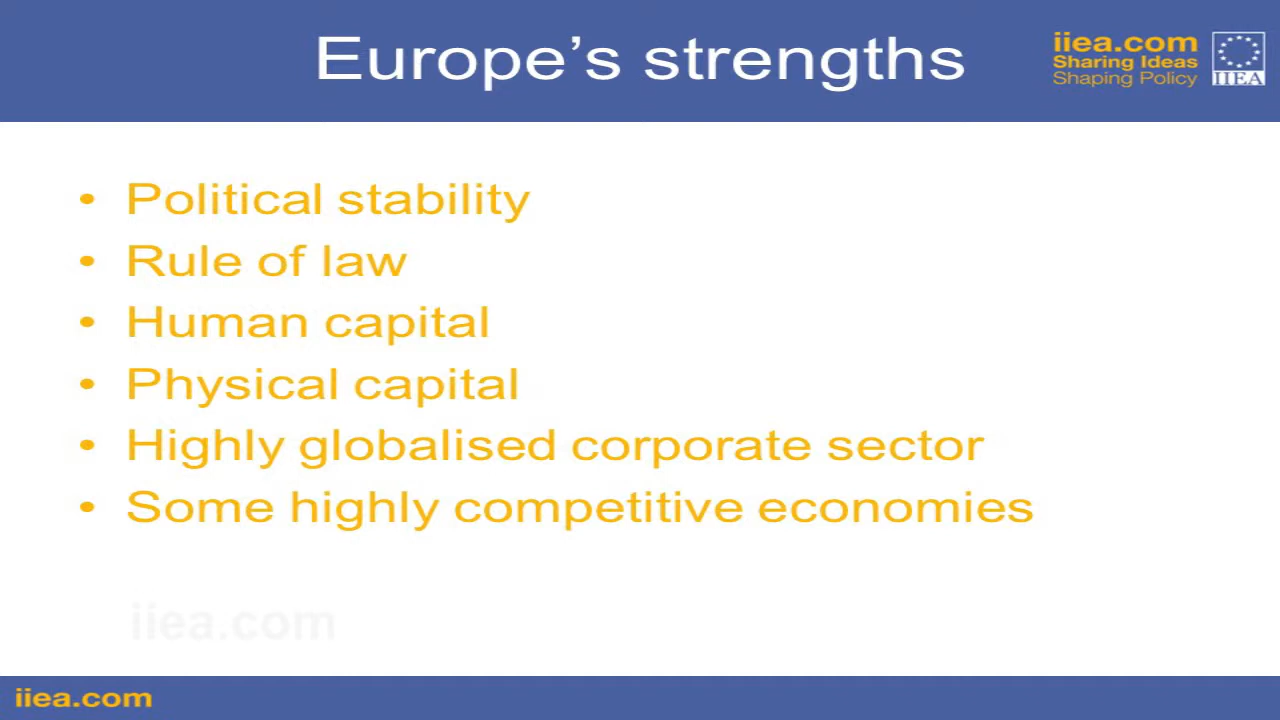 Europe's strengths
iiea.com
Sharing Ideas
Shaping Policy
IIEA
• Political stability
• Rule of law
• Human capital
• Physical capital
• Highly globalised corporate sector
• Some highly competitive economies
iiea.com
iiea.com